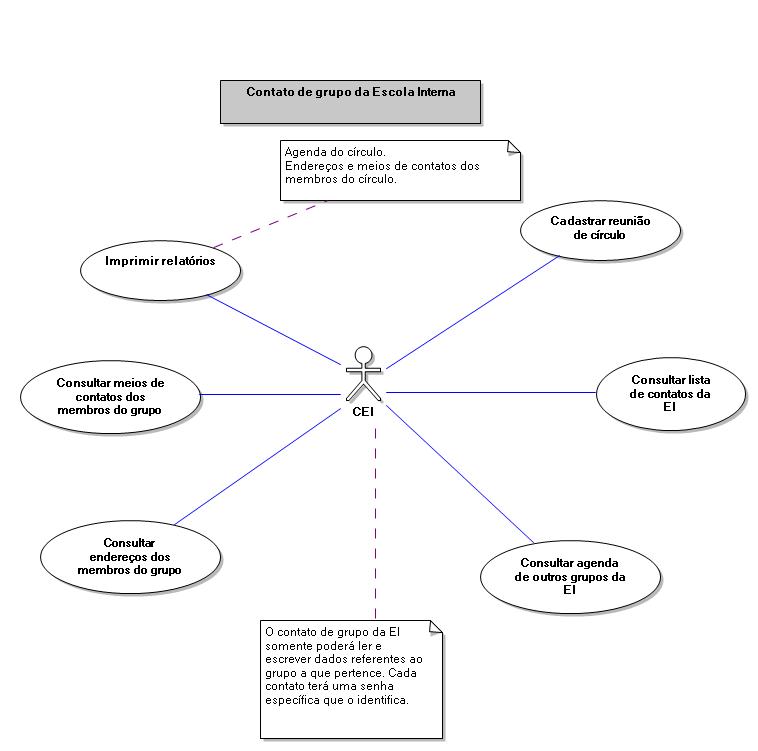 Contato de grupo da Escola Interna
Agenda do círculo.
Endereços e meios de contatos dos
membros do círculo.
Cadastrar reunião
de círculo
Imprimir relatórios
Consultar meios de
contatos dos
membros do grupo
CEI
Consultar lista
de contatos da
EI
Consultar
endereços dos
membros do grupo
Consultar agenda
de outros grupos da
EI
O contato de grupo da EI
somente poderá ler e
escrever dados referentes ao
grupo a que pertence. Cada
contato terá uma senha
específica que o identifica.